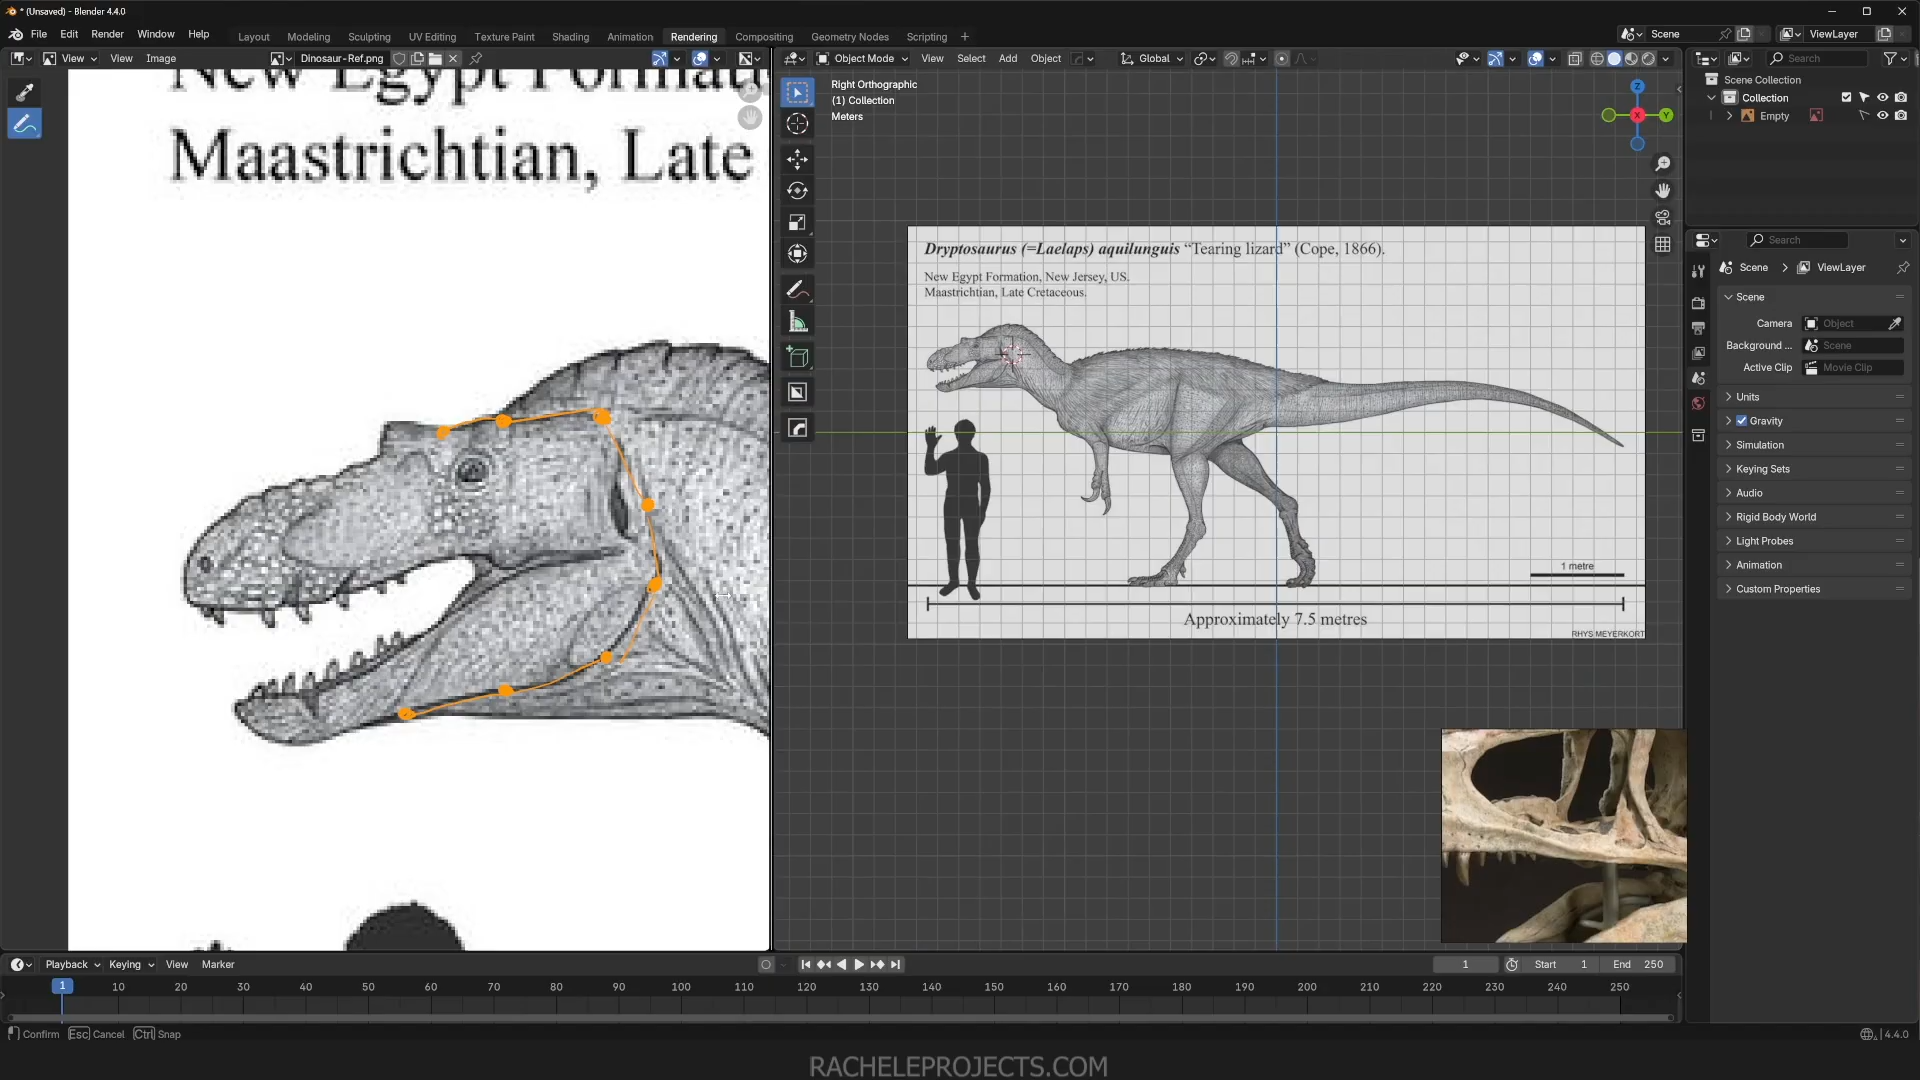 * (Unsaved) - Blender 4.4.0
File Edit Render Window Help
Layout Modeling Sculpting UV Editing Texture Paint Shading Animation Rendering Compositing Geometry Nodes Scripting +
Scene ViewLayer
View View Image Dinosaur-Ref.png
Object Mode View Select Add Object Global
Search
New Egypt Formati
Maastrichtian, Late
Right Orthographic
(1) Collection
Meters
Z
Y
X
Dryptosaurus (=Laelaps) aquilunguis “Tearing lizard” (Cope, 1866).
New Egypt Formation, New Jersey, US.
Maastrichtian, Late Cretaceous.
1 metre
Approximately 7.5 metres
RHYS MEYERKORT
Scene Collection
Collection
Empty
Search
Scene > ViewLayer
Scene
Camera Object
Background ... Scene
Active Clip Movie Clip
Units
Gravity
Simulation
Keying Sets
Audio
Rigid Body World
Light Probes
Animation
Custom Properties
Playback Keying View Marker
1 Start 1 End 250
1 10 20 30 40 50 60 70 80 90 100 110 120 130 140 150 160 170 180 190 200 210 220 230 240 250
Confirm Esc Cancel Ctrl Snap
4.4.0
RACHELEPROJECTS.COM